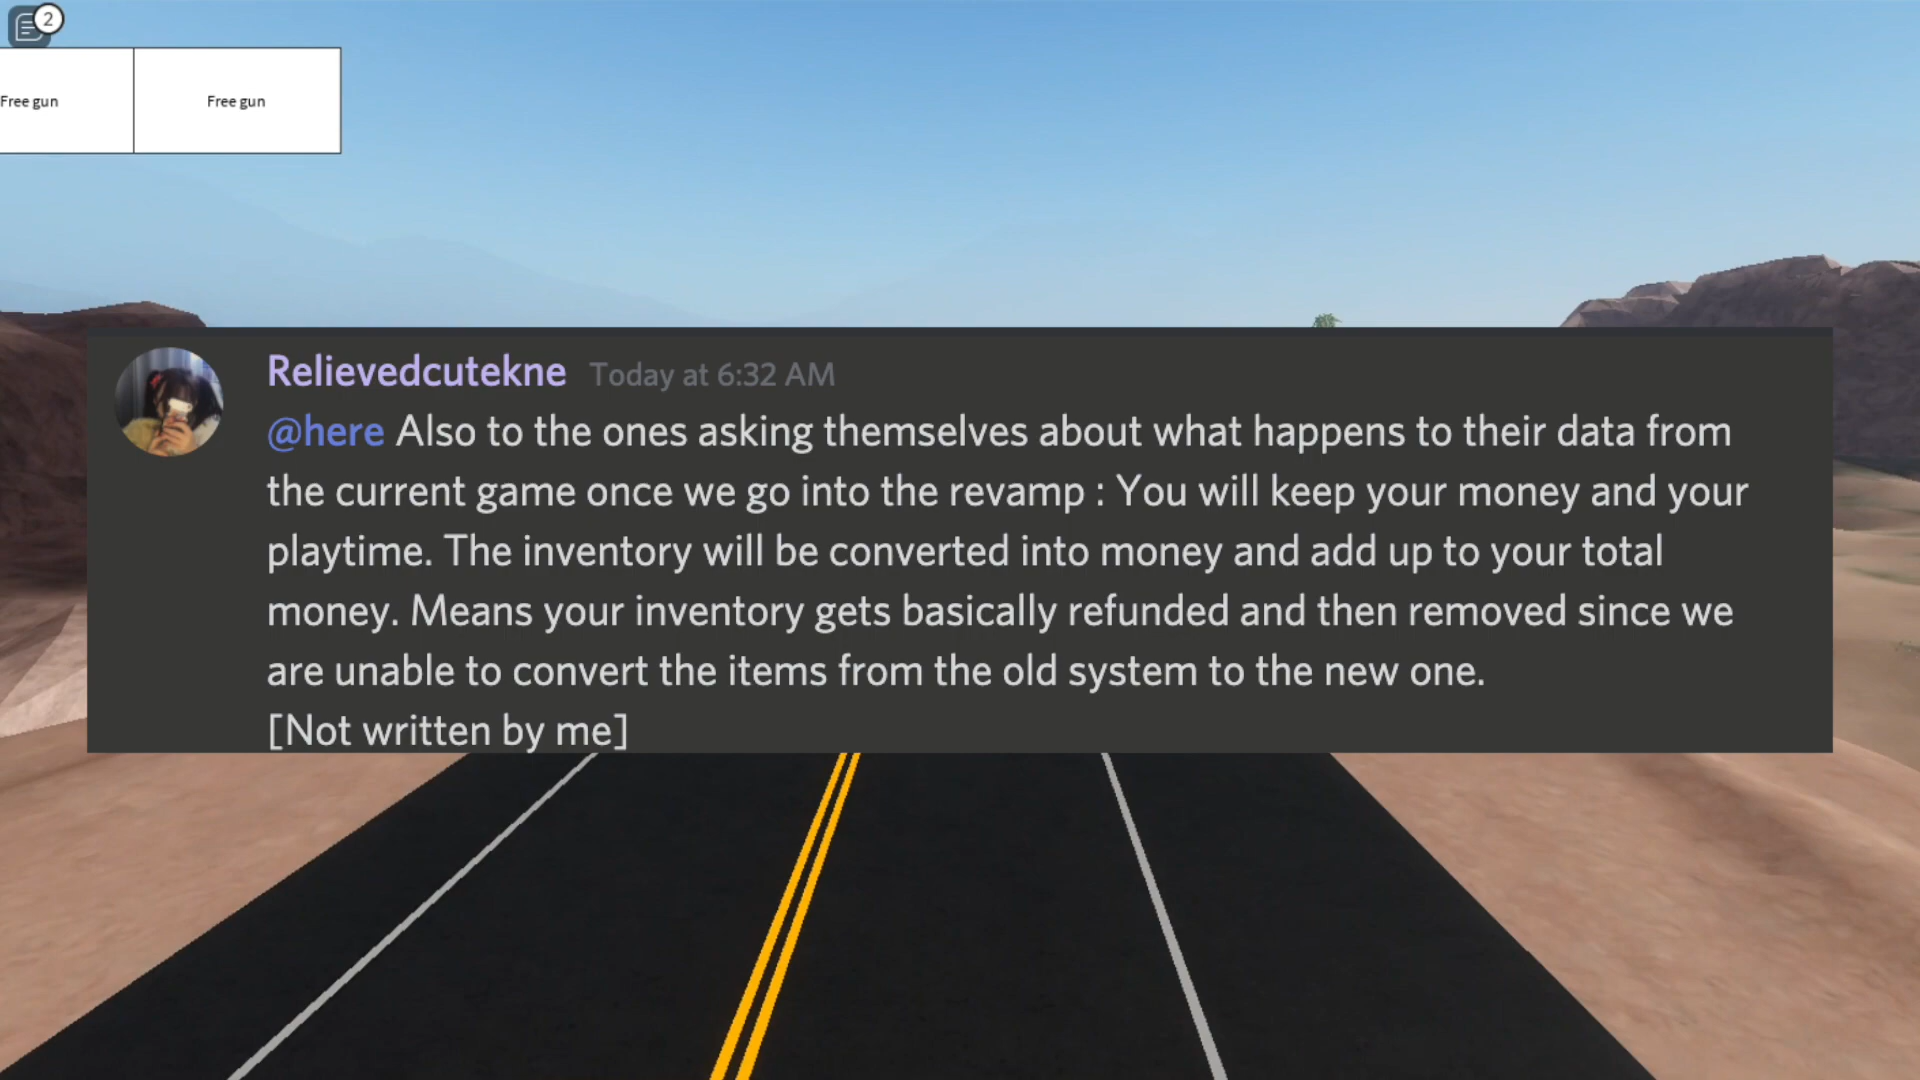 2
Free gun
Free gun
Relievedcutekne Today at 6:32 AM
@here Also to the ones asking themselves about what happens to their data from
the current game once we go into the revamp : You will keep your money and your
playtime. The inventory will be converted into money and add up to your total
money. Means your inventory gets basically refunded and then removed since we
are unable to convert the items from the old system to the new one.
[Not written by me]